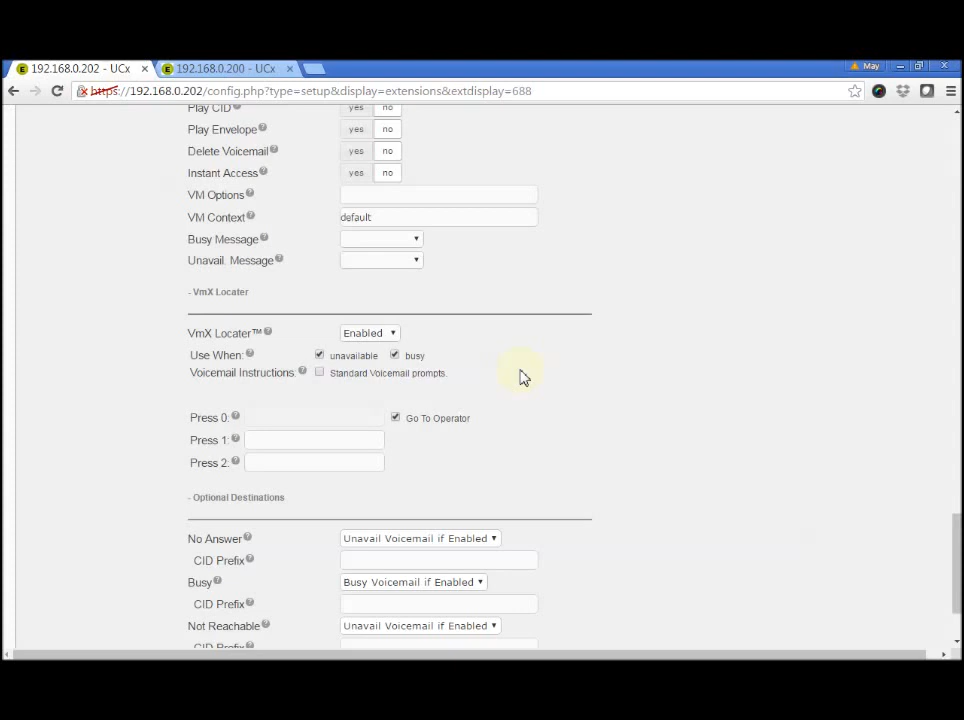 192.168.0.202 - UCx × 192.168.0.200 - UCx × May
https://192.168.0.202/config.php?type=setup&display=extensions&extdisplay=688
Play CID yes no
Play Envelope yes no
Delete Voicemail yes no
Instant Access yes no
VM Options
VM Context default
Busy Message
Unavail. Message
- VmX Locater
VmX Locater™ Enabled
Use When: unavailable busy
Voicemail Instructions: Standard Voicemail prompts.
Press 0: Go To Operator
Press 1:
Press 2:
- Optional Destinations
No Answer Unavail Voicemail if Enabled
CID Prefix
Busy Busy Voicemail if Enabled
CID Prefix
Not Reachable Unavail Voicemail if Enabled
CID Prefix